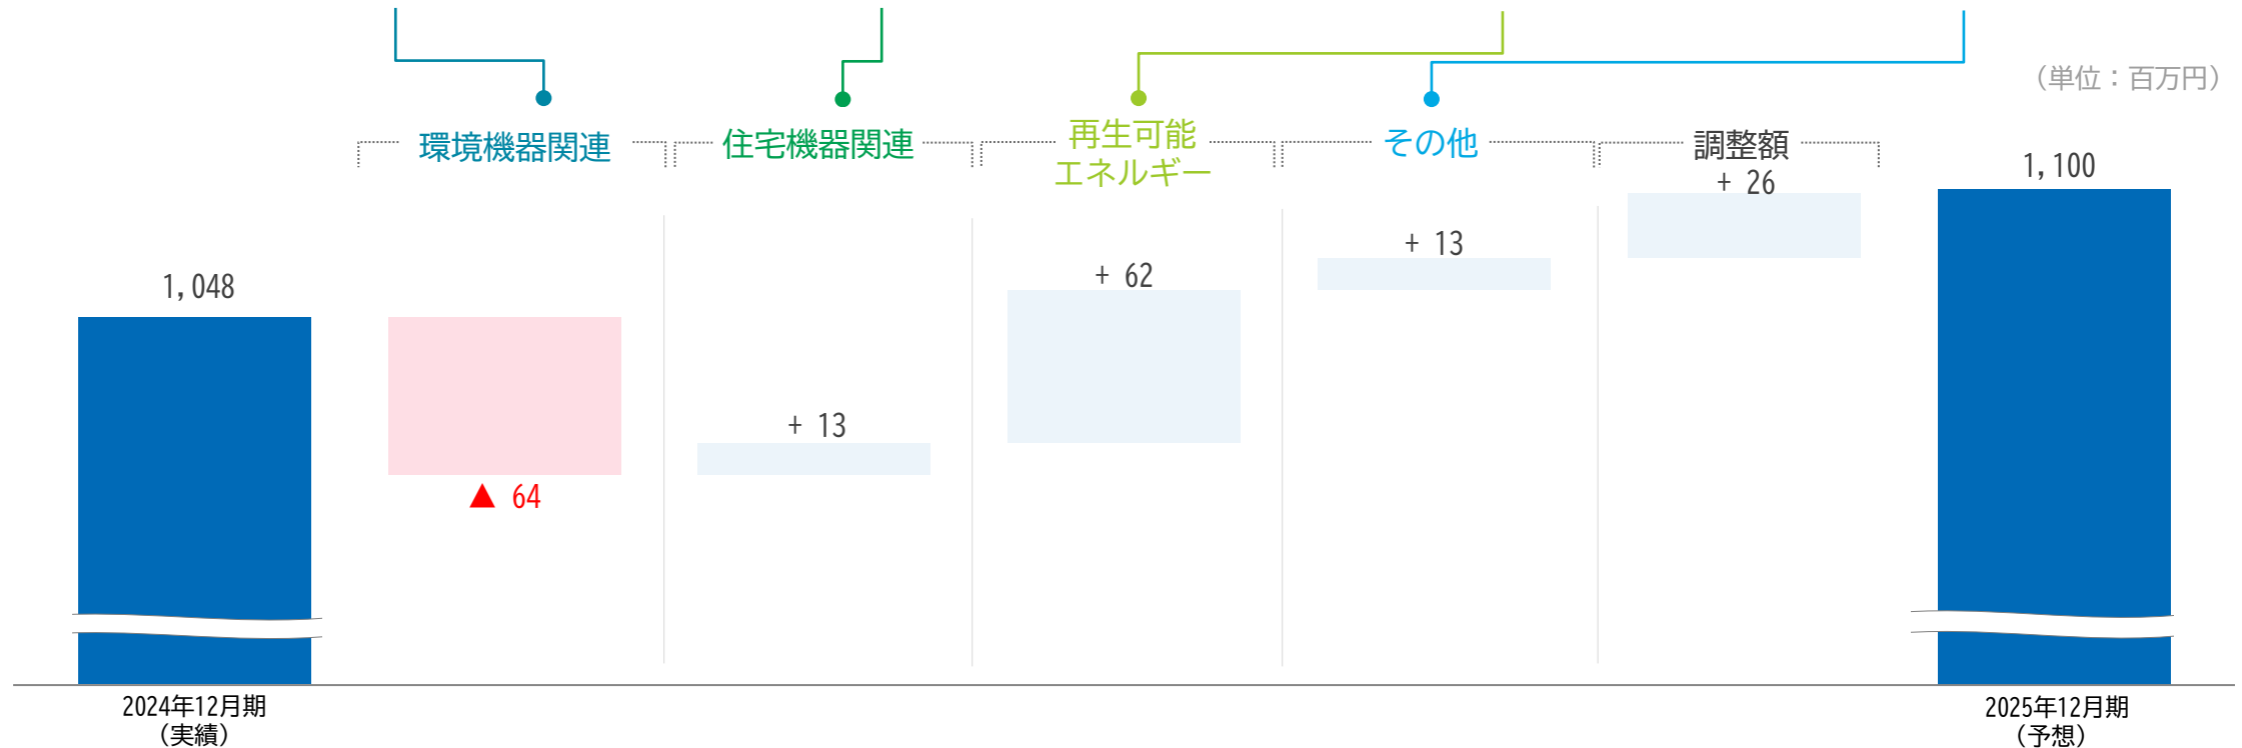 (単位:百万円)
環境機器関連
住宅機器関連
再生可能
エネルギー
その他
調整額
1,048
▲ 64
+ 13
+ 62
+ 13
+ 26
1,100
2024年12月期
(実績)
2025年12月期
(予想)